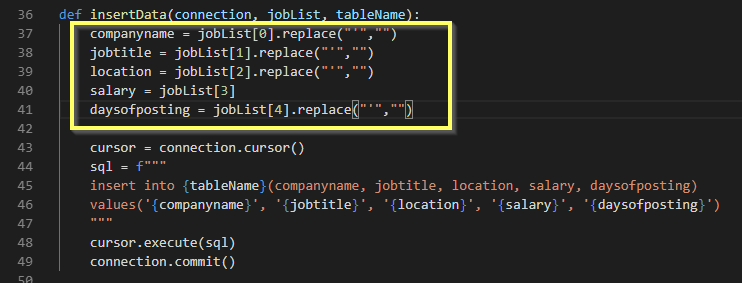 36 def insertData(connection, jobList, tableName):
37 companyname = jobList[0].replace("'","")
38 jobtitle = jobList[1].replace("'","")
39 location = jobList[2].replace("'","")
40 salary = jobList[3]
41 daysofposting = jobList[4].replace("'","")
42
43 cursor = connection.cursor()
44 sql = f"""
45 insert into {tableName}(companyname, jobtitle, location, salary, daysofposting)
46 values('{companyname}', '{jobtitle}', '{location}', '{salary}', '{daysofposting}')
47 """
48 cursor.execute(sql)
49 connection.commit()
50